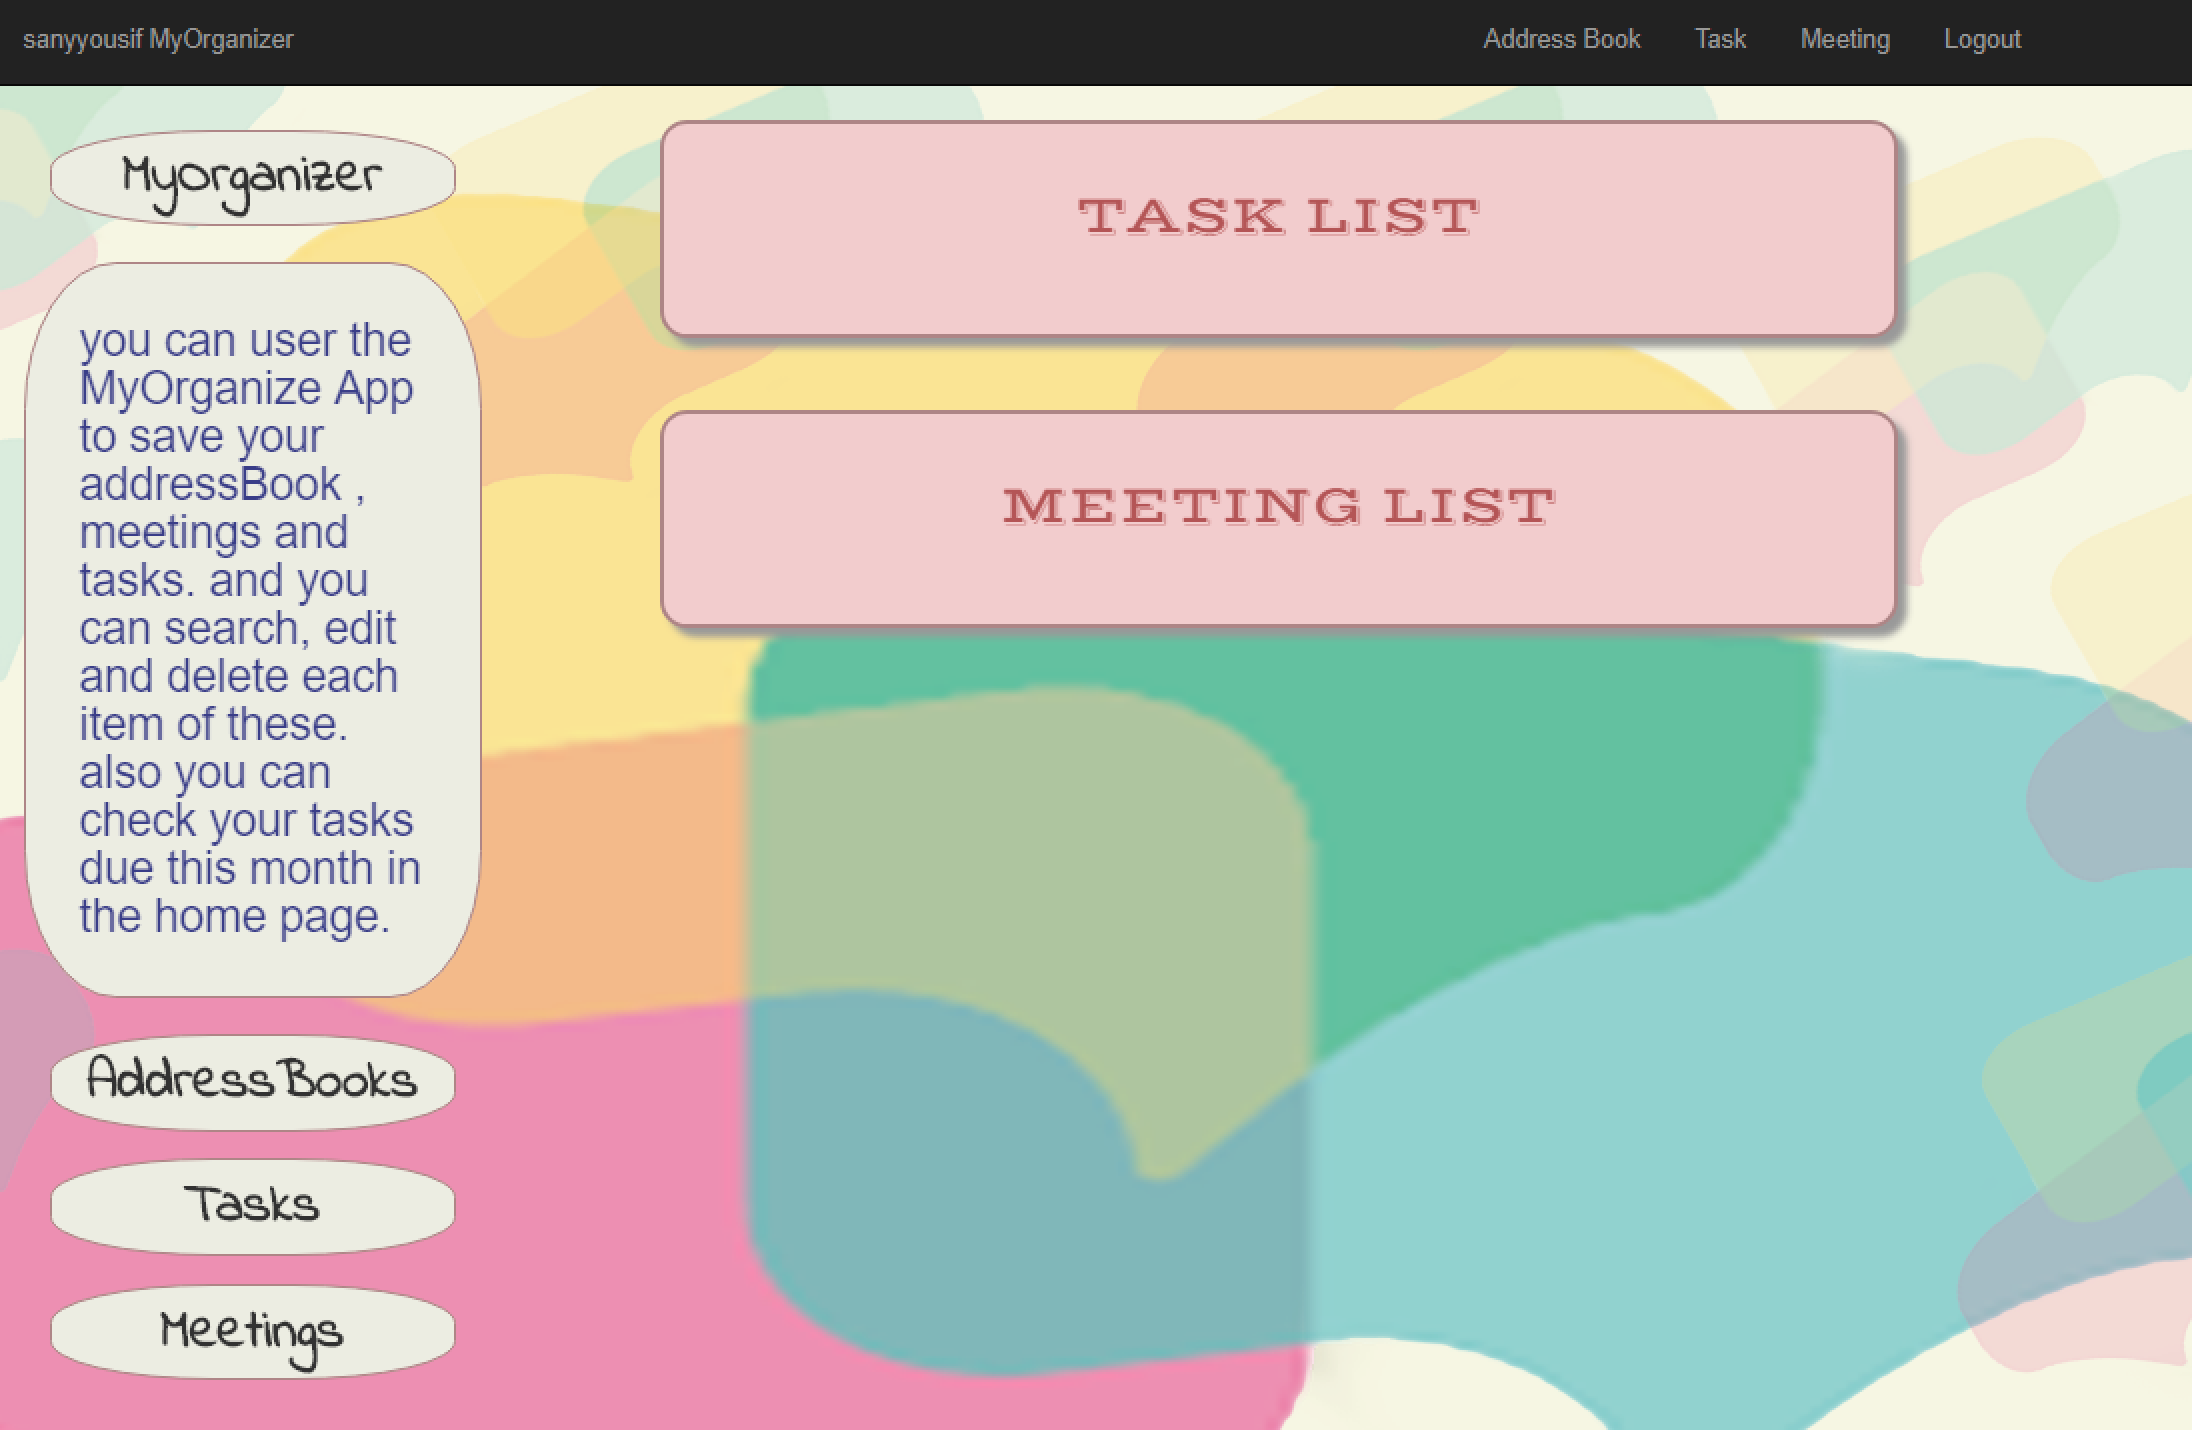 sanyyousif MyOrganizer
Address Book
Task
Meeting
Logout
Myorganizer
you can user the
MyOrganize App
to save your
addressBook ,
meetings and
tasks. and you
can search, edit
and delete each
item of these.
also you can
check your tasks
due this month in
the home page.
Address Books
Tasks
Meetings
TASK LIST
MEETING LIST